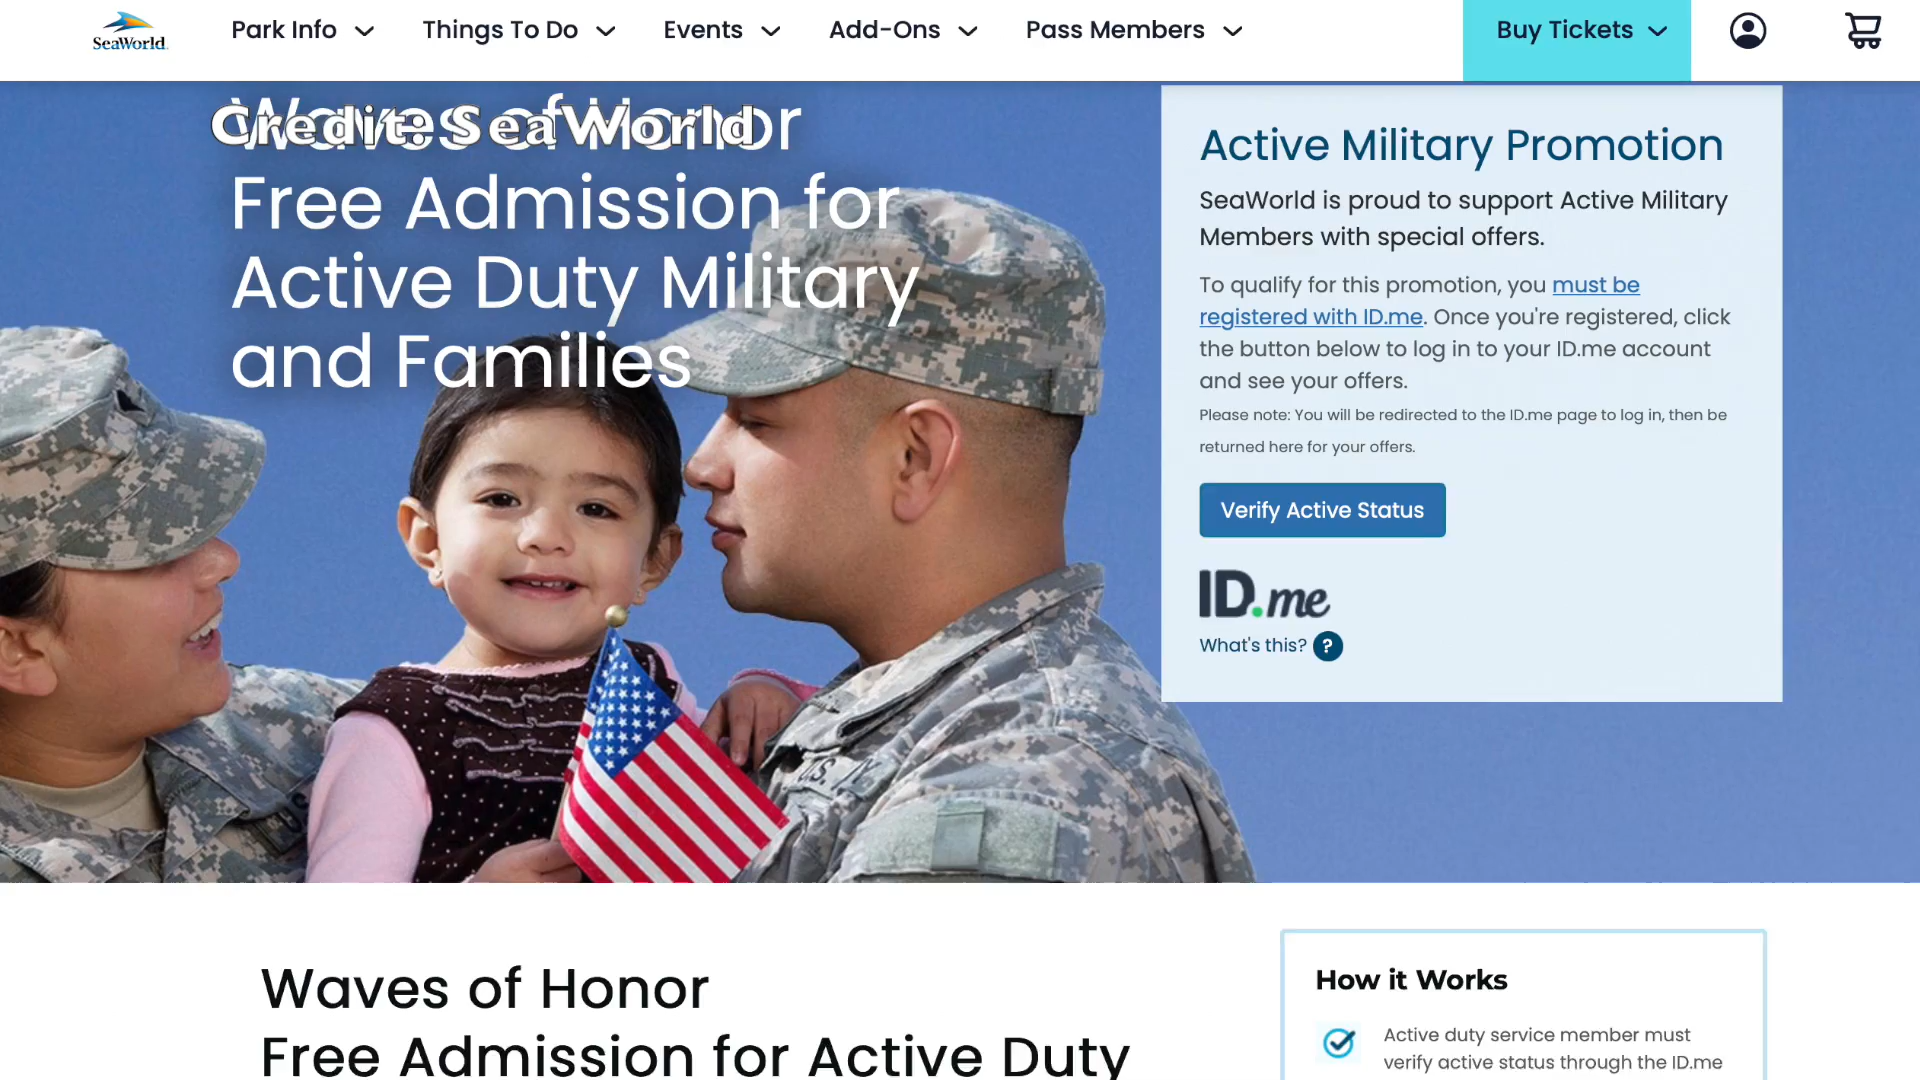 SeaWorld
Park Info
Things To Do
Events
Add-Ons
Pass Members
Buy Tickets
Waves of Honor
Credit: SeaWorld
Free Admission for
Active Duty Military
and Families
Active Military Promotion
SeaWorld is proud to support Active Military
Members with special offers.
To qualify for this promotion, you must be
registered with ID.me. Once you're registered, click
the button below to log in to your ID.me account
and see your offers.
Please note: You will be redirected to the ID.me page to log in, then be
returned here for your offers.
Verify Active Status
ID.me
What's this? ?
Waves of Honor
Free Admission for Active Duty
How it Works
Active duty service member must
verify active status through the ID.me